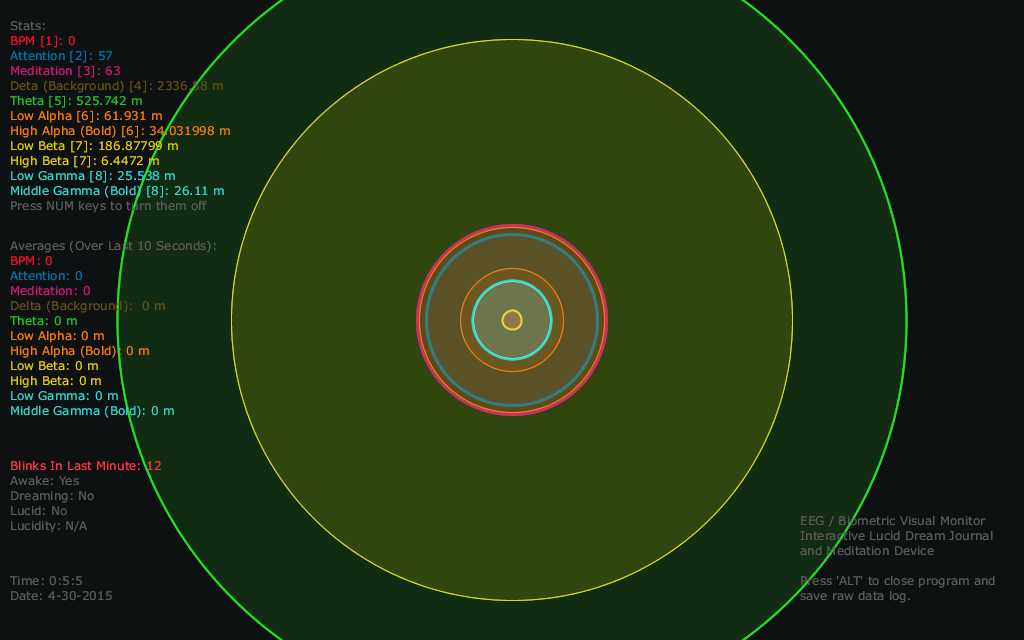 Stats:
BPM [1]: 0
Attention [2]: 57
Meditation [3]: 63
Deta (Background) [4]: 2336.58 m
Theta [5]: 525.742 m
Low Alpha [6]: 61.931 m
High Alpha (Bold) [6]: 34.031998 m
Low Beta [7]: 186.87799 m
High Beta [7]: 6.4472 m
Low Gamma [8]: 25.538 m
Middle Gamma (Bold) [8]: 26.11 m
Press NUM keys to turn them off
Averages (Over Last 10 Seconds):
BPM: 0
Attention: 0
Meditation: 0
Delta (Background): 0 m
Theta: 0 m
Low Alpha: 0 m
High Alpha (Bold): 0 m
Low Beta: 0 m
High Beta: 0 m
Low Gamma: 0 m
Middle Gamma (Bold): 0 m
Blinks In Last Minute: 12
Awake: Yes
Dreaming: No
Lucid: No
Lucidity: N/A
Time: 0:5:5
Date: 4-30-2015
EEG / Biometric Visual Monitor
Interactive Lucid Dream Journal
and Meditation Device
Press 'ALT' to close program and
save raw data log.